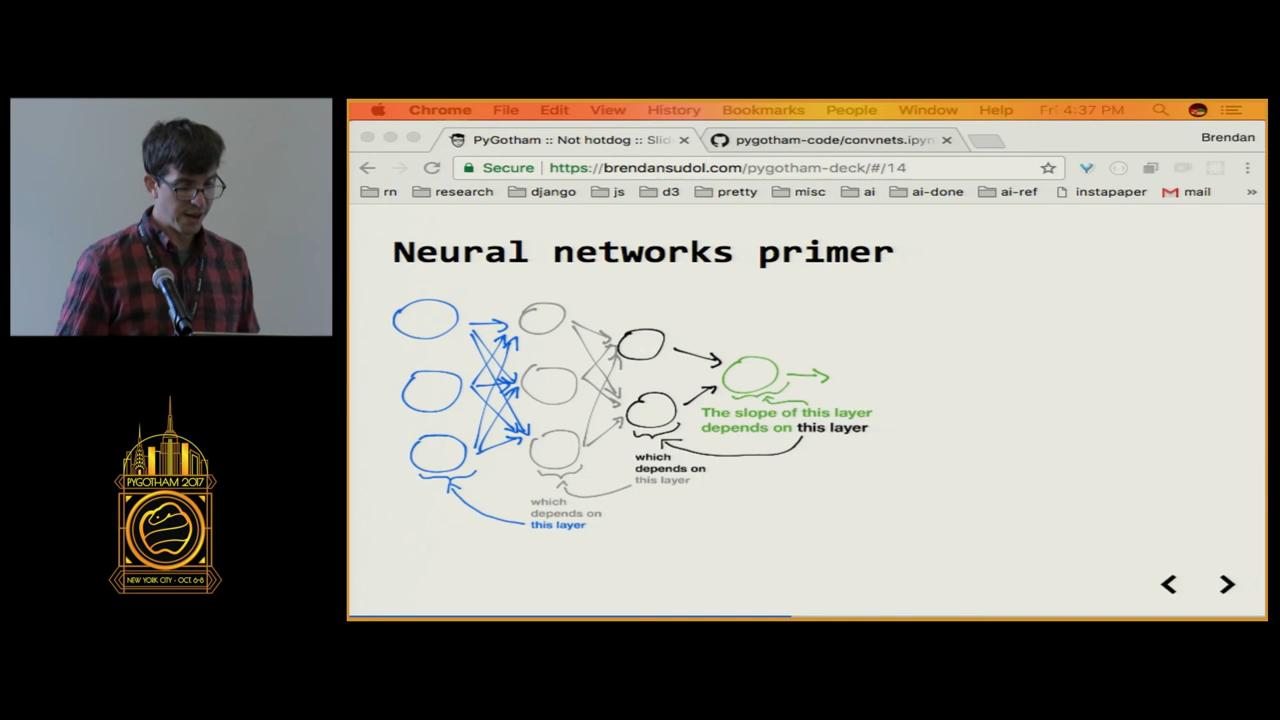 Chrome File Edit View History Bookmarks People Window Help Fri 4:37 PM
PyGotham :: Not hotdog :: Slid
pygotham-code/convnets.ipyn
Brendan
Secure https://brendansudol.com/pygotham-deck/#/14
rn research django js d3 pretty misc ai ai-done ai-ref instapaper mail »
Neural networks primer
The slope of this layer
depends on this layer
which
depends on
this layer
which
depends on
this layer
PYGOTHAM 2017
NEW YORK CITY - OCT. 6-8